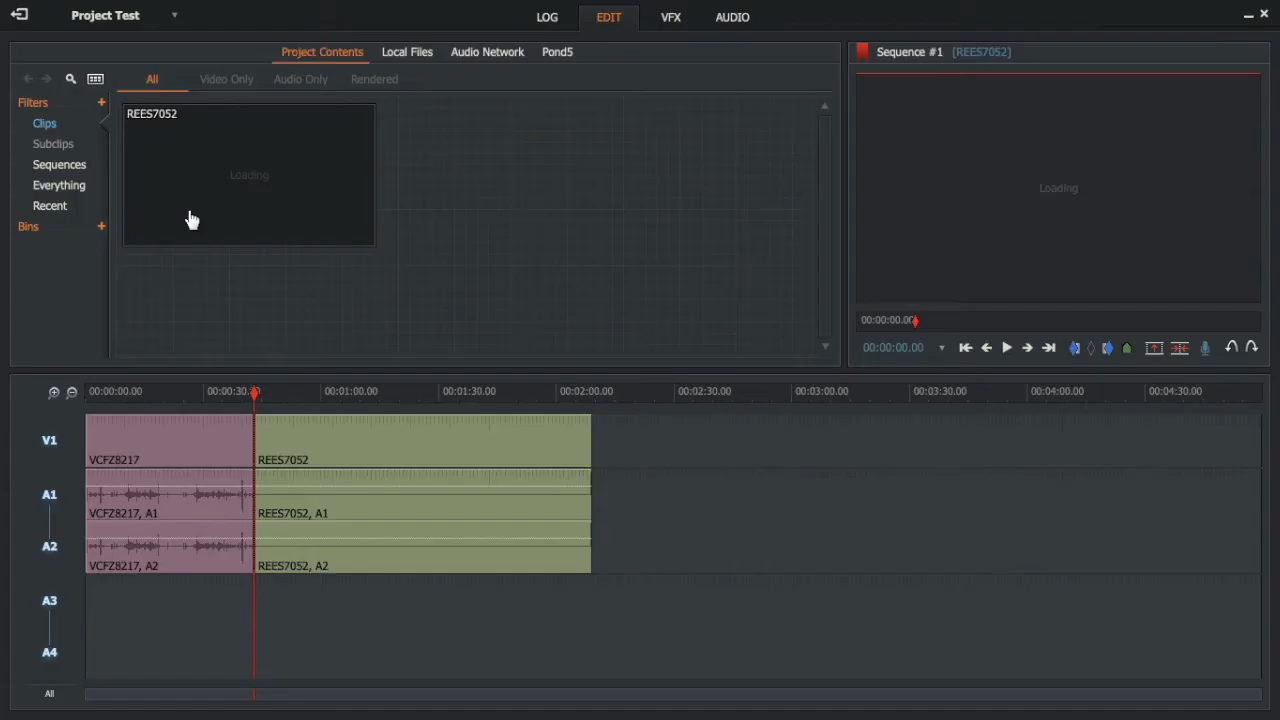 Project Test
LOG EDIT VFX AUDIO
Project Contents Local Files Audio Network Pond5
Sequence #1 [REES7052]
All Video Only Audio Only Rendered
Filters +
Clips
Subclips
Sequences
Everything
Recent
Bins +
REES7052
Loading
Loading
00:00:00.00
00:00:00.00
00:00:00.00 00:00:30. 00:01:00.00 00:01:30.00 00:02:00.00 00:02:30.00 00:03:00.00 00:03:30.00 00:04:00.00 00:04:30.00
V1
VCFZ8217 REES7052
A1
VCFZ8217, A1 REES7052, A1
A2
VCFZ8217, A2 REES7052, A2
A3
A4
All